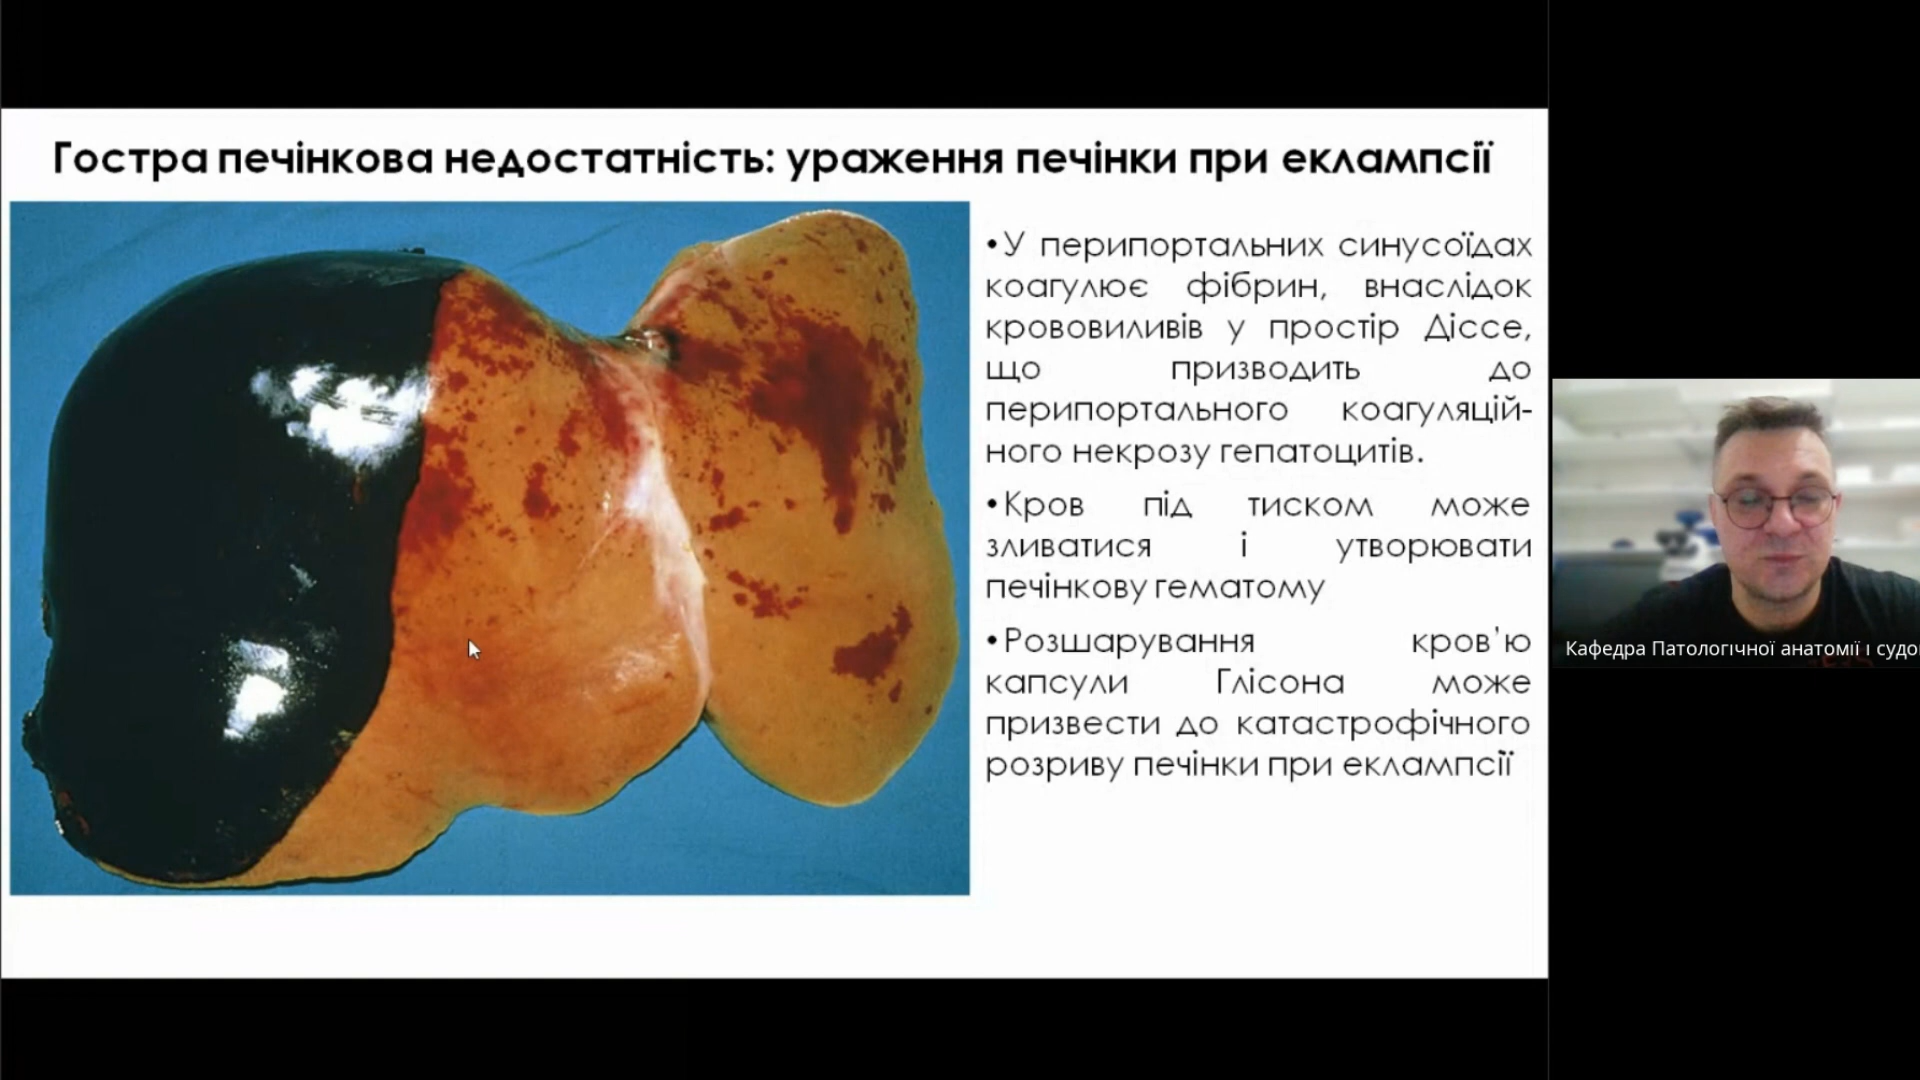 Гостра печінкова недостатність: ураження печінки при еклампсії
•У перипортальних синусоїдах
коагулює фібрин, внаслідок
крововиливів у простір Діссе,
що призводить до
перипортального коагуляцій-
ного некрозу гепатоцитів.
•Кров під тиском може
зливатися і утворювати
печінкову гематому
•Розшарування кров’ю
капсули Глісона може
призвести до катастрофічного
розриву печінки при еклампсії
Кафедра Патологічної анатомії і судо